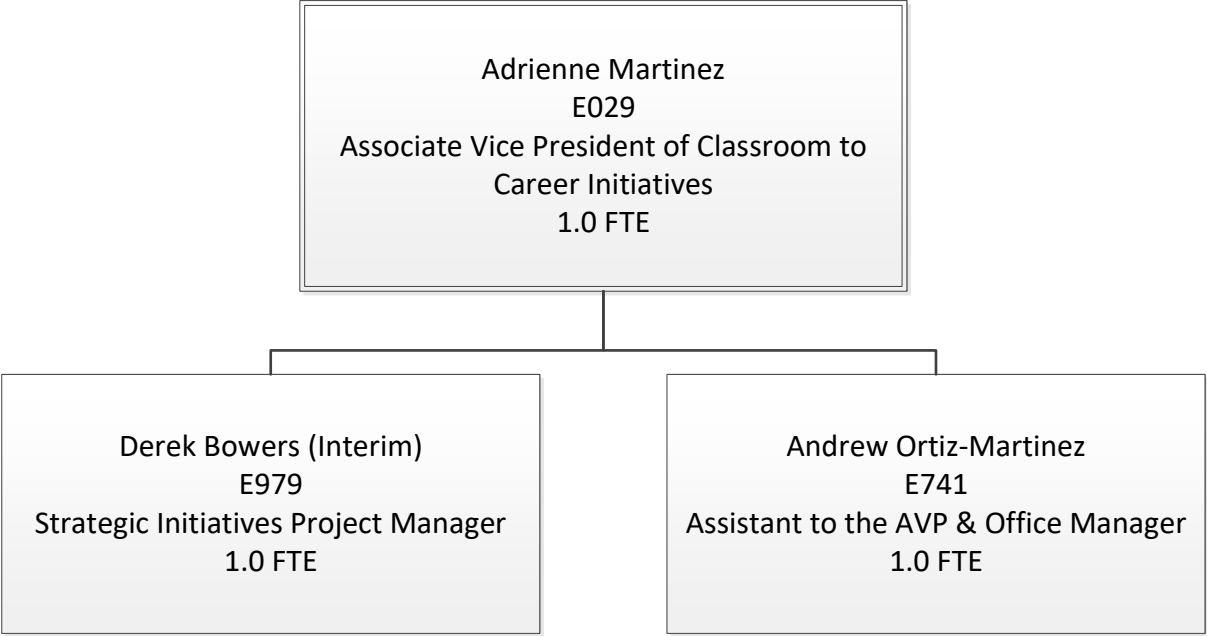 Adrienne Martinez
E029
Associate Vice President of Classroom to
Career Initiatives
1.0 FTE
Derek Bowers (Interim)
E979
Strategic Initiatives Project Manager
1.0 FTE
Andrew Ortiz-Martinez
E741
Assistant to the AVP & Office Manager
1.0 FTE